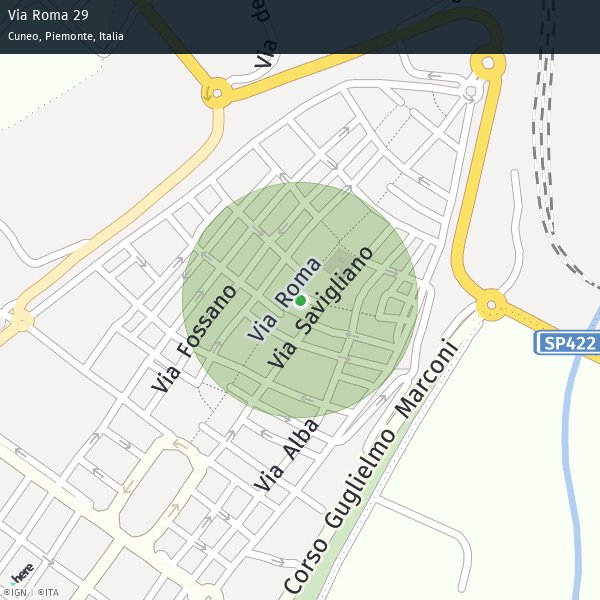 Via Roma 29
Cuneo, Piemonte, Italia
Via
Via Roma
Via Savigliano
Via Fossano
SP422
Via Alba
Corso Guglielmo Marconi
here
©IGN | ©ITA